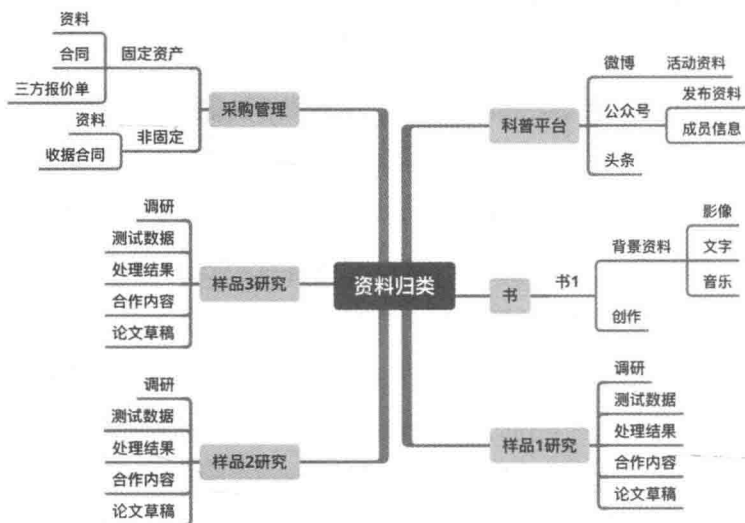 资料归类
科普平台
微博
活动资料
公众号
发布资料
成员信息
头条
书
书1
背景资料
影像
文字
音乐
创作
样品1研究
调研
测试数据
处理结果
合作内容
论文草稿
采购管理
固定资产
资料
合同
三方报价单
非固定
资料
收据合同
样品3研究
调研
测试数据
处理结果
合作内容
论文草稿
样品2研究
调研
测试数据
处理结果
合作内容
论文草稿